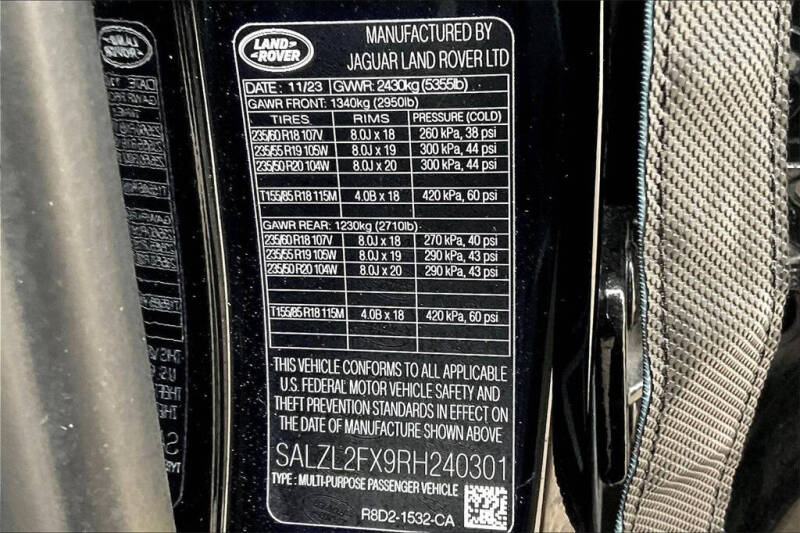 LAND ROVER
MANUFACTURED BY
JAGUAR LAND ROVER LTD
DATE : 11/23 GVWR: 2430kg (5355lb)
GAWR FRONT: 1340kg (2950lb)
TIRES RIMS PRESSURE (COLD)
235/60 R18 107V 8.0J x 18 260 kPa, 38 psi
235/55 R19 105W 8.0J x 19 300 kPa, 44 psi
235/50 R20 104W 8.0J x 20 300 kPa, 44 psi
T155/85 R18 115M 4.0B x 18 420 kPa, 60 psi
GAWR REAR: 1230kg (2710lb)
235/60 R18 107V 8.0J x 18 270 kPa, 40 psi
235/55 R19 105W 8.0J x 19 290 kPa, 43 psi
235/50 R20 104W 8.0J x 20 290 kPa, 43 psi
T155/85 R18 115M 4.0B x 18 420 kPa, 60 psi
THIS VEHICLE CONFORMS TO ALL APPLICABLE
U.S. FEDERAL MOTOR VEHICLE SAFETY AND
THEFT PREVENTION STANDARDS IN EFFECT ON
THE DATE OF MANUFACTURE SHOWN ABOVE
SALZL2FX9RH240301
TYPE : MULTI-PURPOSE PASSENGER VEHICLE
R8D2-1532-CA